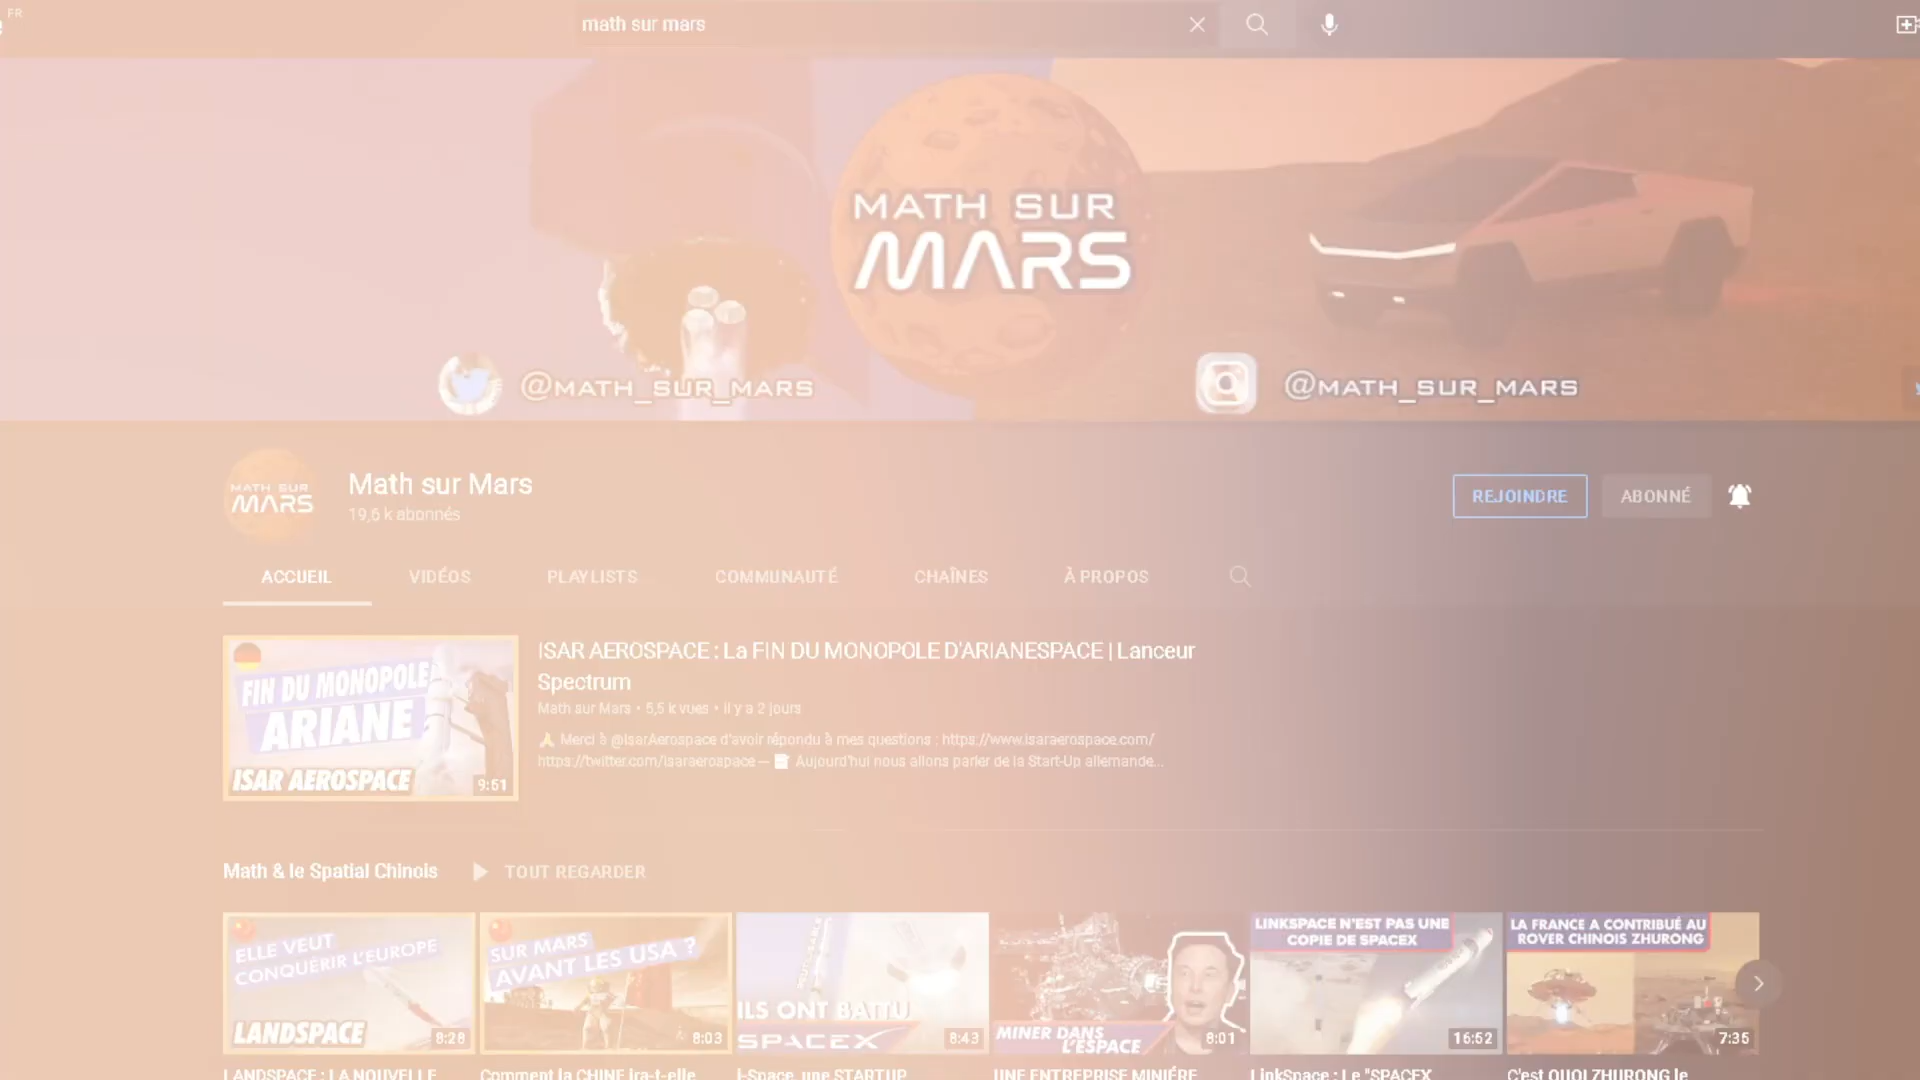 FR
math sur mars
MATH SUR
MARS
@MATH_SUR_MARS
@MATH_SUR_MARS
MATH SUR
MARS
Math sur Mars
19,6 k abonnés
REJOINDRE
ABONNÉ
ACCUEIL
VIDÉOS
PLAYLISTS
COMMUNAUTÉ
CHAÎNES
À PROPOS
FIN DU MONOPOLE
ARIANE
ISAR AEROSPACE
9:51
ISAR AEROSPACE : La FIN DU MONOPOLE D'ARIANESPACE | Lanceur
Spectrum
Math sur Mars • 5,5 k vues • il y a 2 jours
🙏 Merci à @IsarAerospace d'avoir répondu à mes questions : https://www.isaraerospace.com/
https://twitter.com/isaraerospace — Aujourd'hui nous allons parler de la Start-Up allemande...
Math & le Spatial Chinois
TOUT REGARDER
ELLE VEUT
CONQUÉRIR L'EUROPE
LANDSPACE
8:28
SUR MARS
AVANT LES USA ?
8:03
ILS ONT BATTU
SPACEX
8:43
MINER DANS
L'ESPACE
8:01
LINKSPACE N'EST PAS UNE
COPIE DE SPACEX
16:52
LA FRANCE A CONTRIBUÉ AU
ROVER CHINOIS ZHURONG
7:35
LANDSPACE : LA NOUVELLE
Comment la CHINE ira-t-elle
i-Space, une STARTUP
UNE ENTREPRISE MINIÈRE
LinkSpace : Le "SPACEX
C'est QUOI ZHURONG le